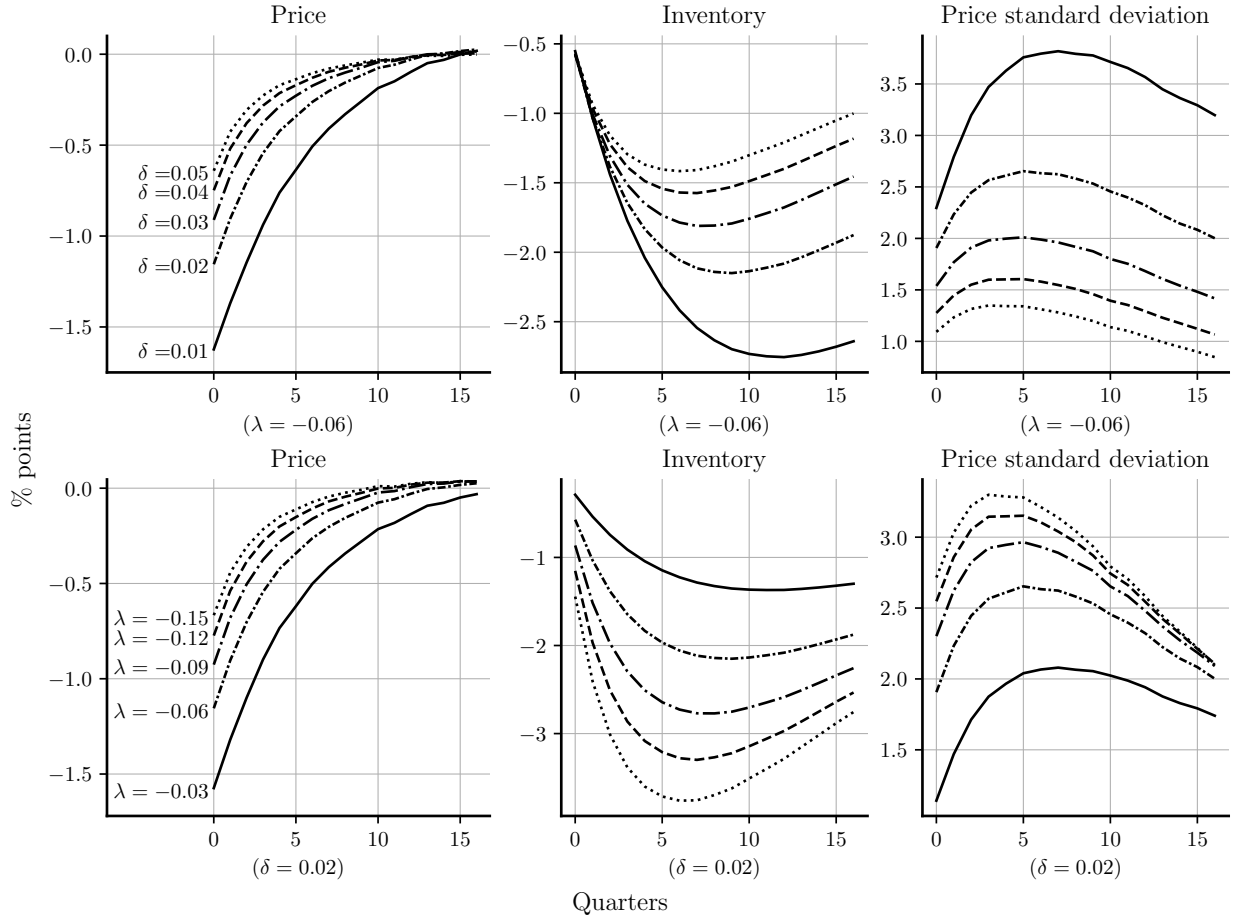 Price
Inventory
Price standard deviation
0.0
−0.5
−1.0
−1.5
δ =0.05
δ =0.04
δ =0.03
δ =0.02
δ =0.01
0 5 10 15
(λ = −0.06)
−0.5
−1.0
−1.5
−2.0
−2.5
0 5 10 15
(λ = −0.06)
3.5
3.0
2.5
2.0
1.5
1.0
0 5 10 15
(λ = −0.06)
% points
Price
Inventory
Price standard deviation
0.0
−0.5
−1.0
−1.5
λ = −0.15
λ = −0.12
λ = −0.09
λ = −0.06
λ = −0.03
0 5 10 15
(δ = 0.02)
−1
−2
−3
0 5 10 15
(δ = 0.02)
3.0
2.5
2.0
1.5
0 5 10 15
(δ = 0.02)
Quarters